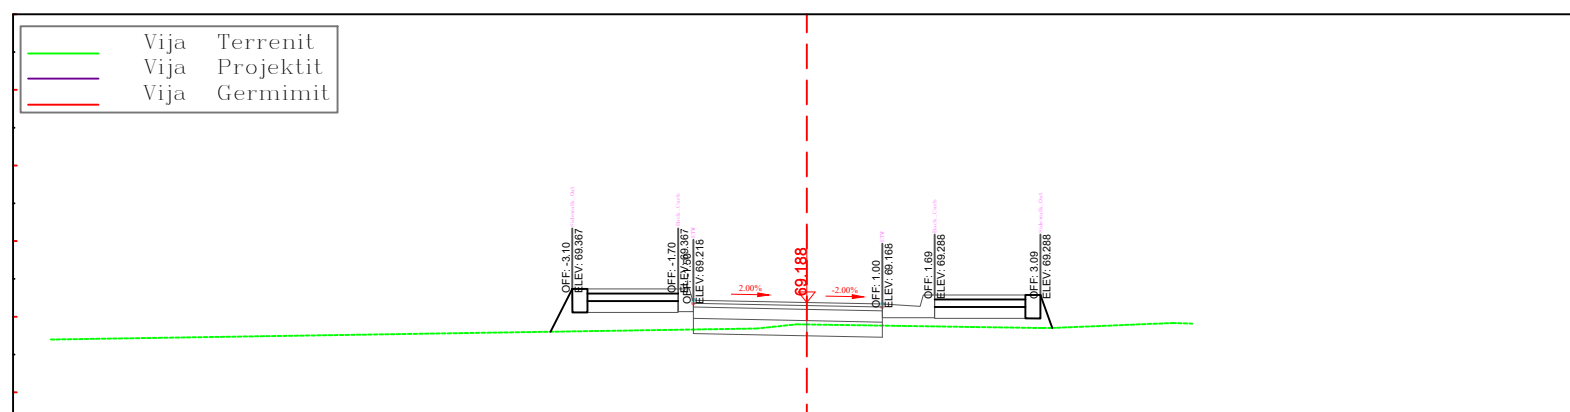 Vija Terrenit
Vija Projektit
Vija Germimit
OFF: -3.10
ELEV: 69.367
OFF: -1.70
ELEV: 69.367
ELEV: 69.218
2.00%
69.188
-2.00%
OFF: 1.00
ELEV: 69.168
OFF: 1.69
ELEV: 69.288
OFF: 3.09
ELEV: 69.288